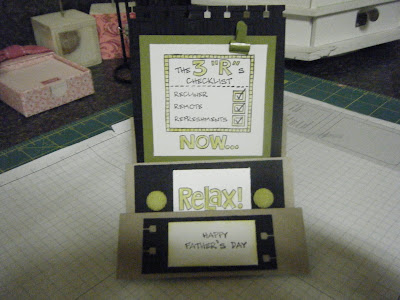 THE 3 "R"s
CHECKLIST
RECLINER
REMOTE
REFRESHMENTS
NOW...
Relax!
HAPPY
FATHER'S DAY